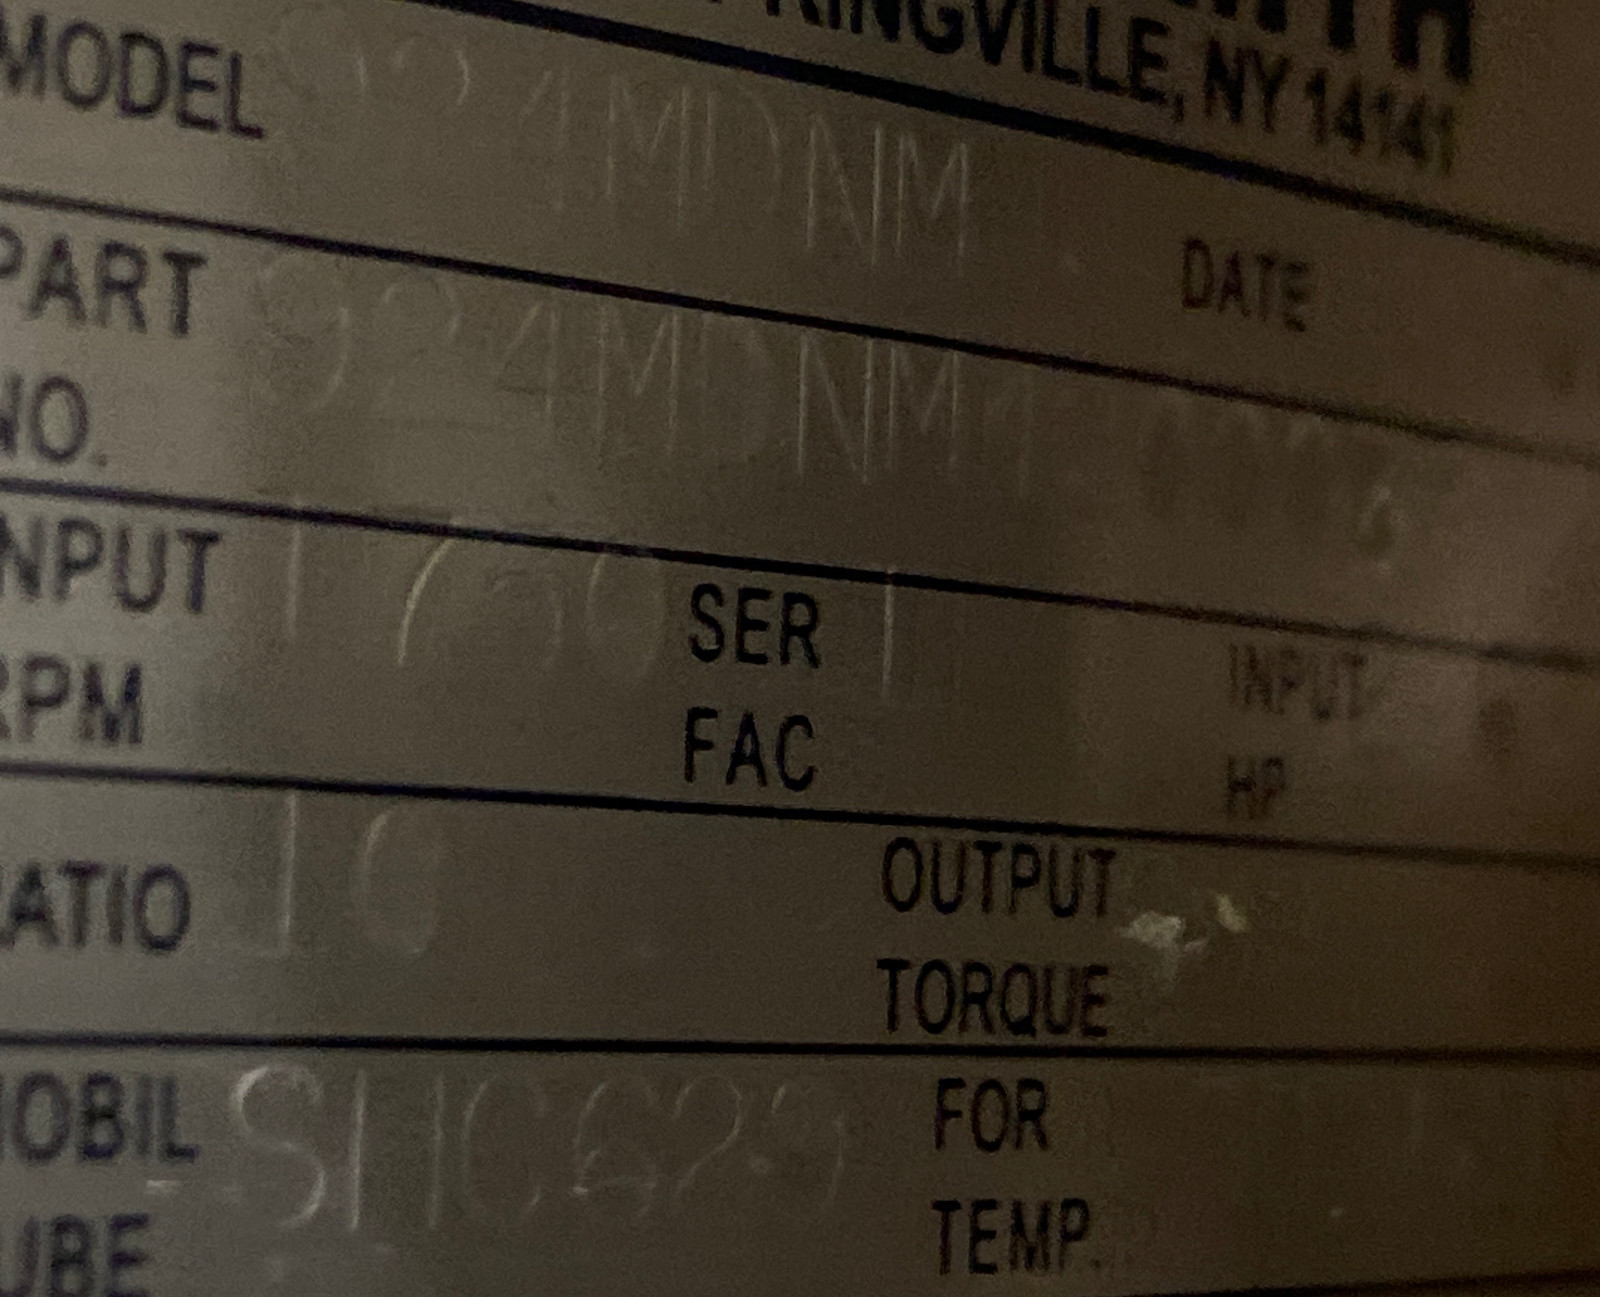 RINGVILLE, NY 14141
MODEL 924MDNM
DATE
PART
NO. 924MDNM
INPUT
RPM 1750
SER
FAC 1
INPUT
HP
RATIO 10
OUTPUT
TORQUE
MOBIL SHC629
LUBE
FOR
TEMP.